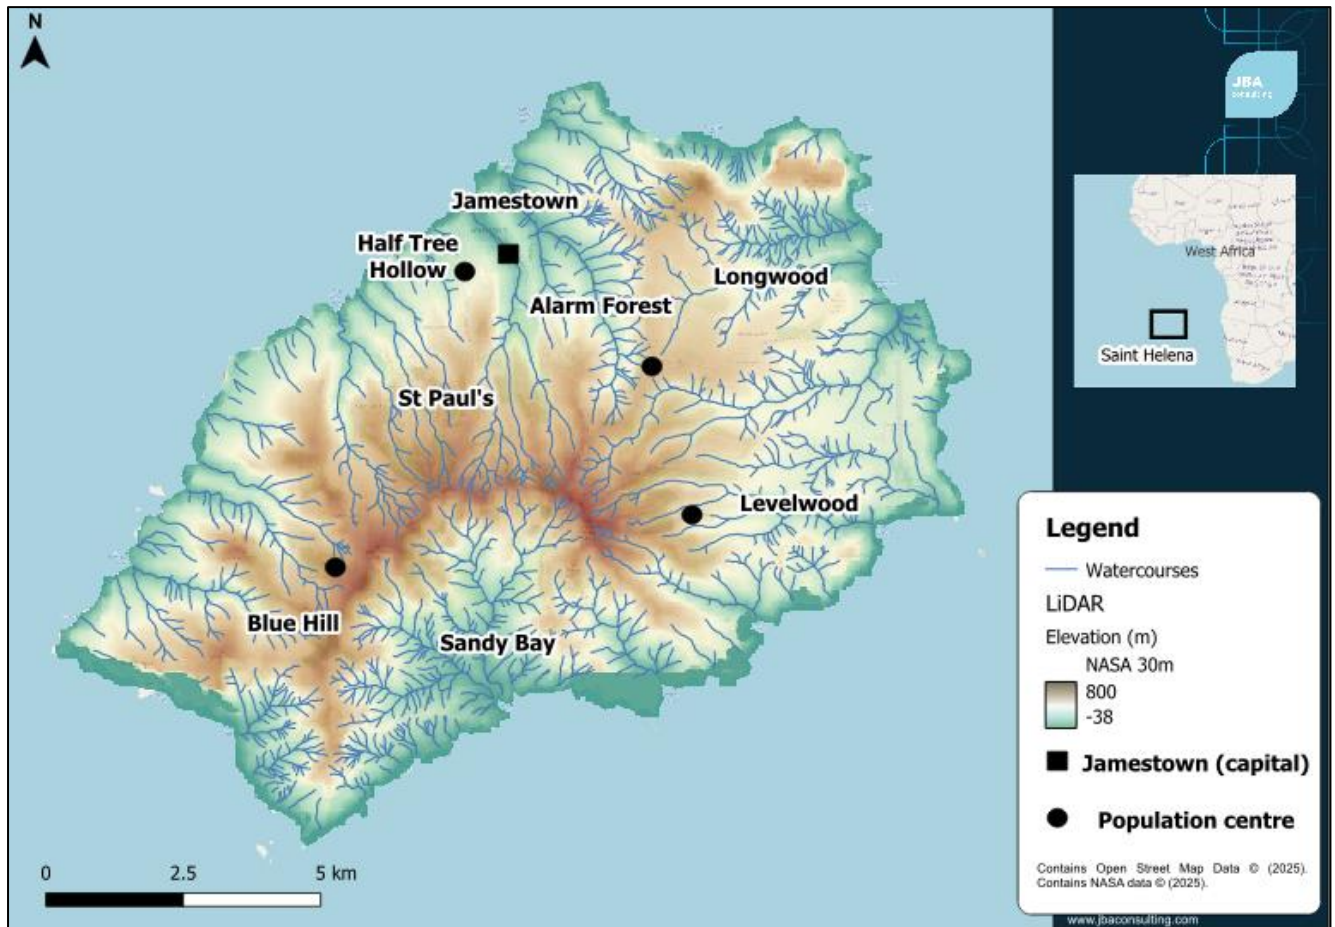 N
JBA
consulting
Jamestown
Half Tree
Hollow
Longwood
Alarm Forest
St Paul's
Levelwood
Blue Hill
Sandy Bay
West Africa
Saint Helena
Legend
Watercourses
LiDAR
Elevation (m)
NASA 30m
800
-38
Jamestown (capital)
Population centre
Contains Open Street Map Data © (2025).
Contains NASA data © (2025).
0 2.5 5 km
www.jbaconsulting.com